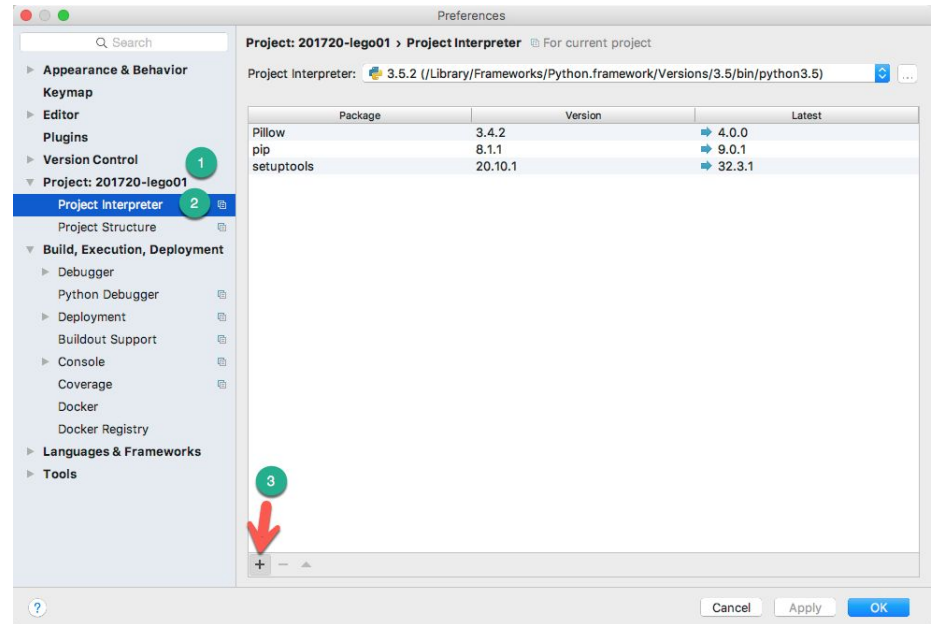 Preferences
Search
Appearance & Behavior
Keymap
Editor
Plugins
Version Control
1
Project: 201720-lego01
Project Interpreter
2
Project Structure
Build, Execution, Deployment
Debugger
Python Debugger
Deployment
Buildout Support
Console
Coverage
Docker
Docker Registry
Languages & Frameworks
Tools
Project: 201720-lego01 › Project Interpreter For current project
Project Interpreter: 3.5.2 (/Library/Frameworks/Python.framework/Versions/3.5/bin/python3.5) ...
Package Version Latest
Pillow 3.4.2 4.0.0
pip 8.1.1 9.0.1
setuptools 20.10.1 32.3.1
3
+ −
? Cancel Apply OK